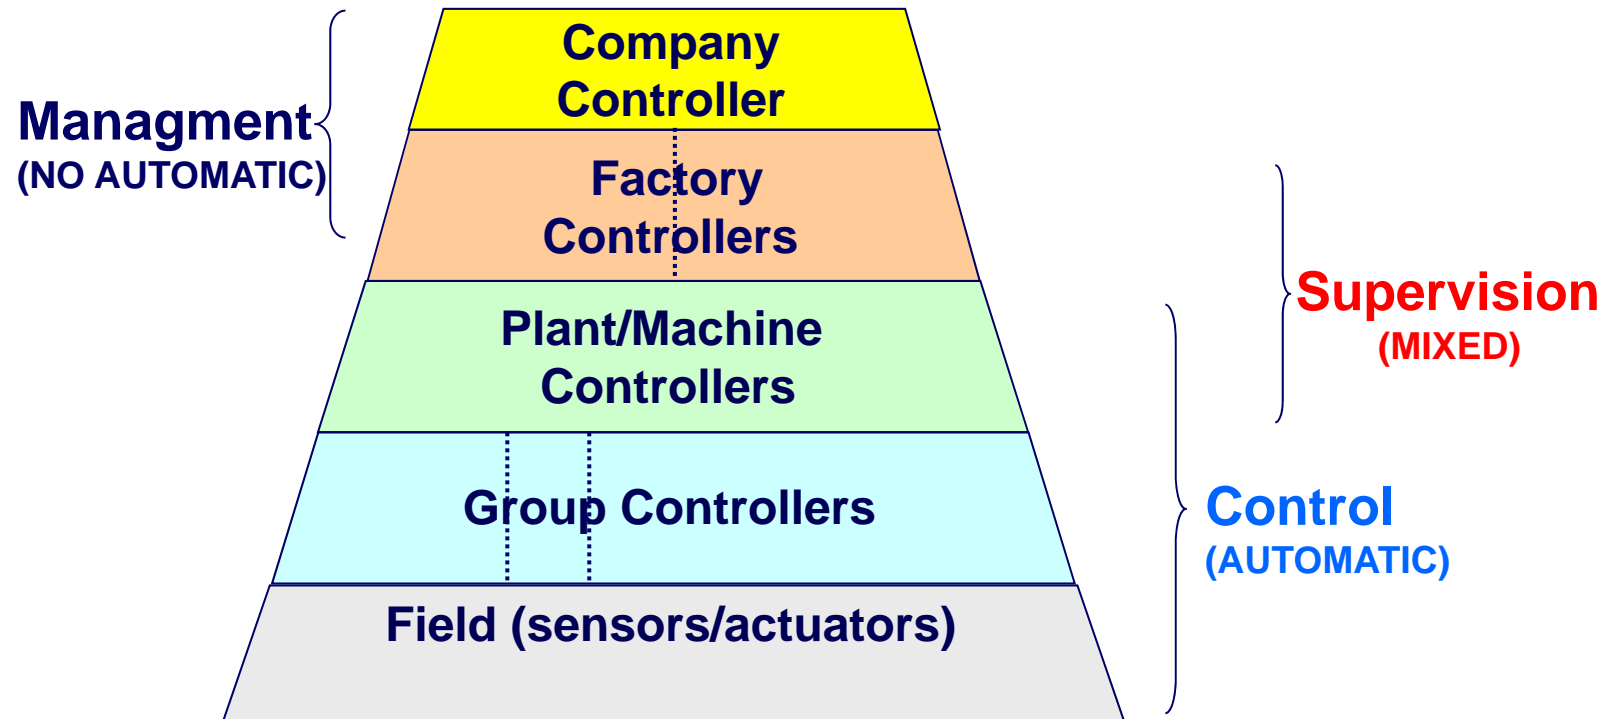 Company
Controller
Managment
(NO AUTOMATIC)
Factory
Controllers
Supervision
(MIXED)
Plant/Machine
Controllers
Group Controllers
Control
(AUTOMATIC)
Field (sensors/actuators)